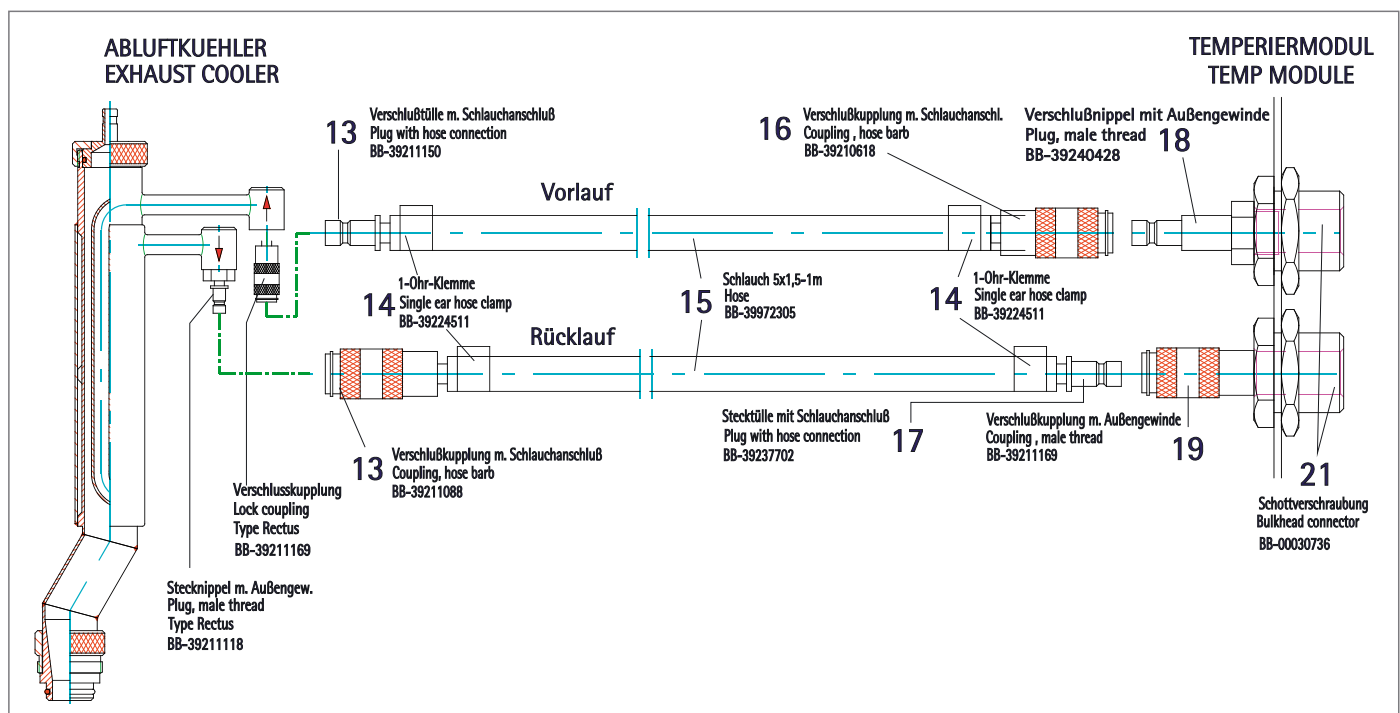 ABLUFTKUEHLER
EXHAUST COOLER
TEMPERIERMODUL
TEMP MODULE
13
Verschlußtülle m. Schlauchanschluß
Plug with hose connection
BB-39211150
16
Verschlußkupplung m. Schlauchanschl.
Coupling , hose barb
BB-39210618
Verschlußnippel mit Außengewinde
Plug, male thread
BB-39240428
18
Vorlauf
14
1-Ohr-Klemme
Single ear hose clamp
BB-39224511
15
Schlauch 5x1,5-1m
Hose
BB-39972305
14
1-Ohr-Klemme
Single ear hose clamp
BB-39224511
Rücklauf
13
Verschlußkupplung m. Schlauchanschluß
Coupling, hose barb
BB-39211088
Stecktülle mit Schlauchanschluß
Plug with hose connection
BB-39237702
17
Verschlußkupplung m. Außengewinde
Coupling , male thread
BB-39211169
19
21
Schottverschraubung
Bulkhead connector
BB-00030736
Verschlusskupplung
Lock coupling
Type Rectus
BB-39211169
Stecknippel m. Außengew.
Plug, male thread
Type Rectus
BB-39211118